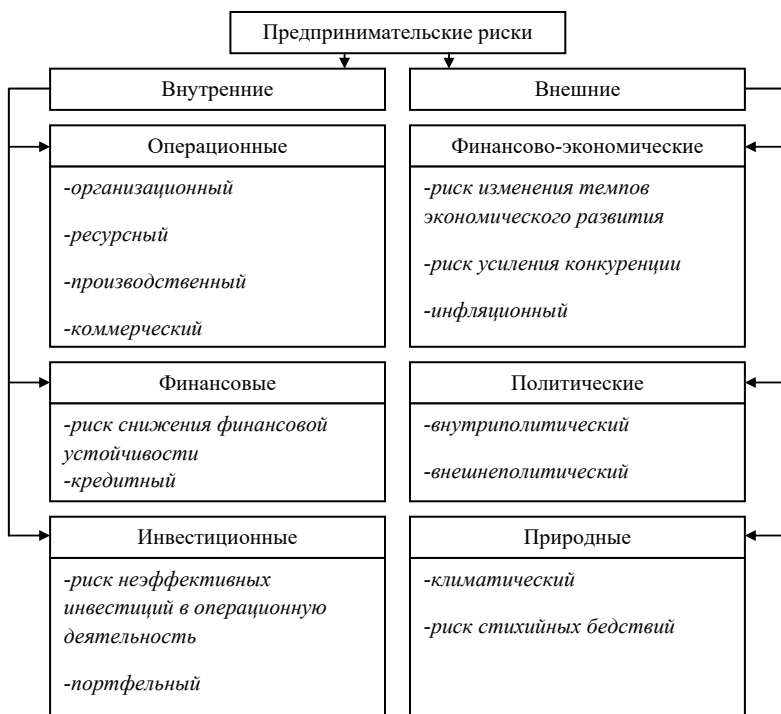 Предпринимательские риски
Внутренние
Внешние
Операционные
-организационный
-ресурсный
-производственный
-коммерческий
Финансово-экономические
-риск изменения темпов
экономического развития
-риск усиления конкуренции
-инфляционный
Финансовые
-риск снижения финансовой
устойчивости
-кредитный
Политические
-внутриполитический
-внешнеполитический
Инвестиционные
-риск неэффективных
инвестиций в операционную
деятельность
-портфельный
Природные
-климатический
-риск стихийных бедствий